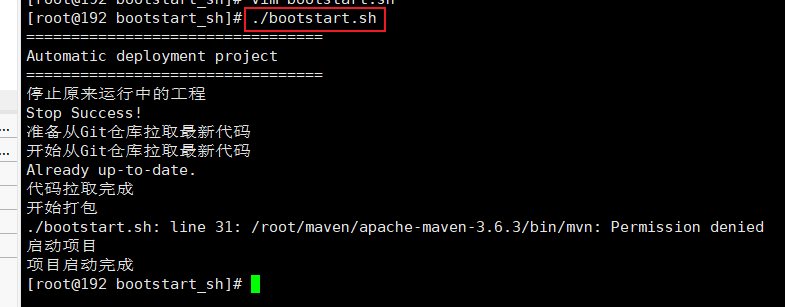 [root@192 bootstart_sh]# vim bootstart.sh
[root@192 bootstart_sh]# ./bootstart.sh
=================================
Automatic deployment project
=================================
停止原来运行中的工程
Stop Success!
准备从Git仓库拉取最新代码
开始从Git仓库拉取最新代码
Already up-to-date.
代码拉取完成
开始打包
./bootstart.sh: line 31: /root/maven/apache-maven-3.6.3/bin/mvn: Permission denied
启动项目
项目启动完成
[root@192 bootstart_sh]#